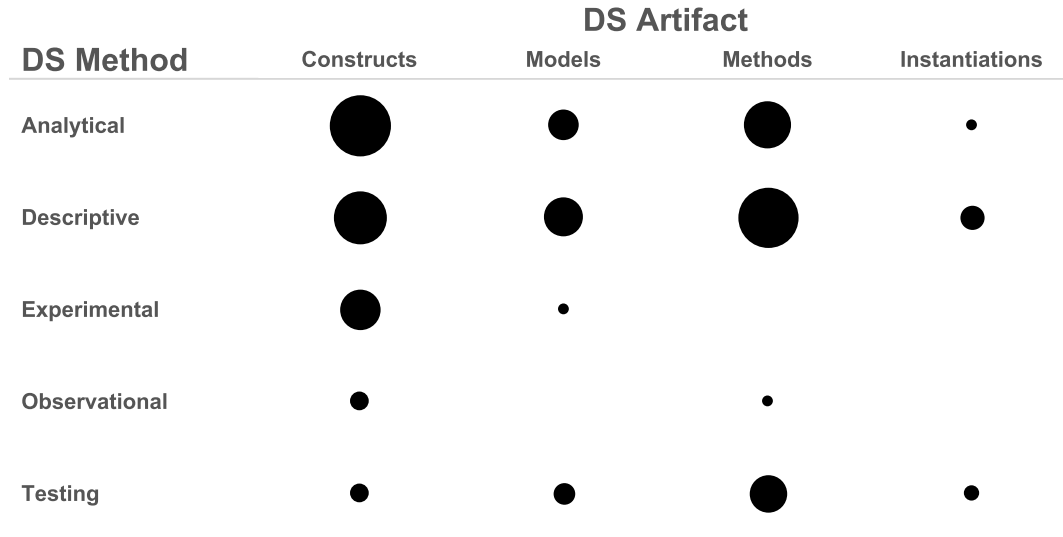 DS Artifact
DS Method Constructs Models Methods Instantiations
Analytical
Descriptive
Experimental
Observational
Testing